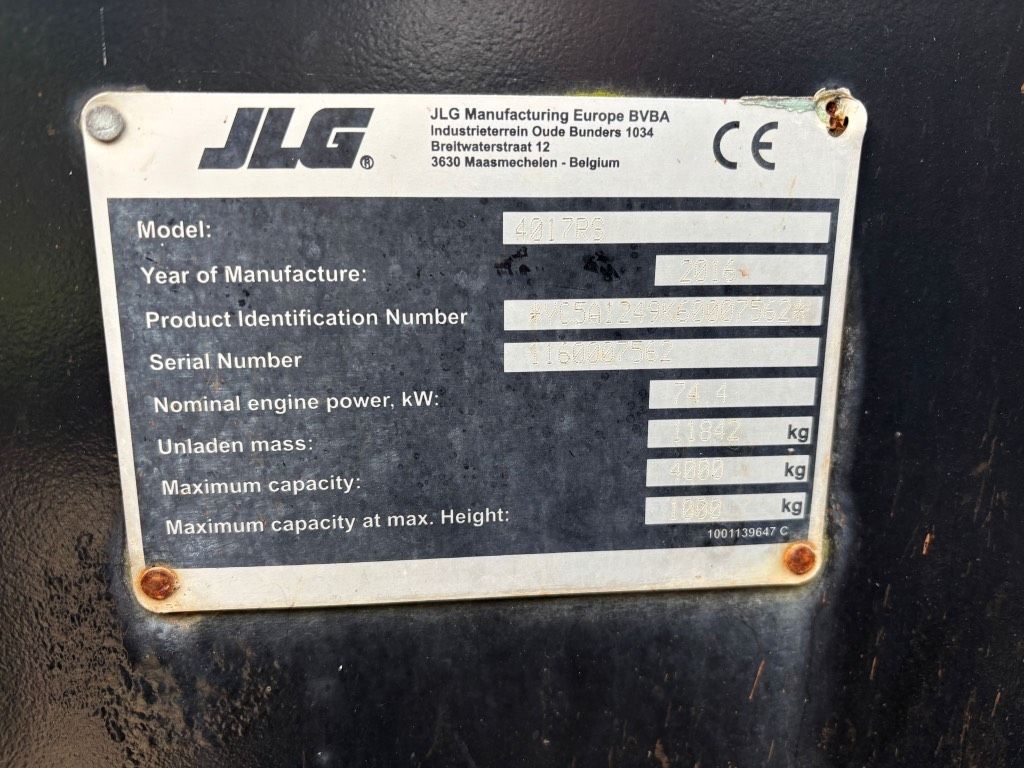 JLG®
JLG Manufacturing Europe BVBA
Industrieterrein Oude Bunders 1034
Breitwaterstraat 12
3630 Maasmechelen - Belgium
CE
Model: 4017RS
Year of Manufacture: 2016
Product Identification Number *VC5A1249K60007562*
Serial Number 1160007562
Nominal engine power, kW: 74.4
Unladen mass: 11842 kg
Maximum capacity: 4000 kg
Maximum capacity at max. Height: 1000 kg
1001139647 C